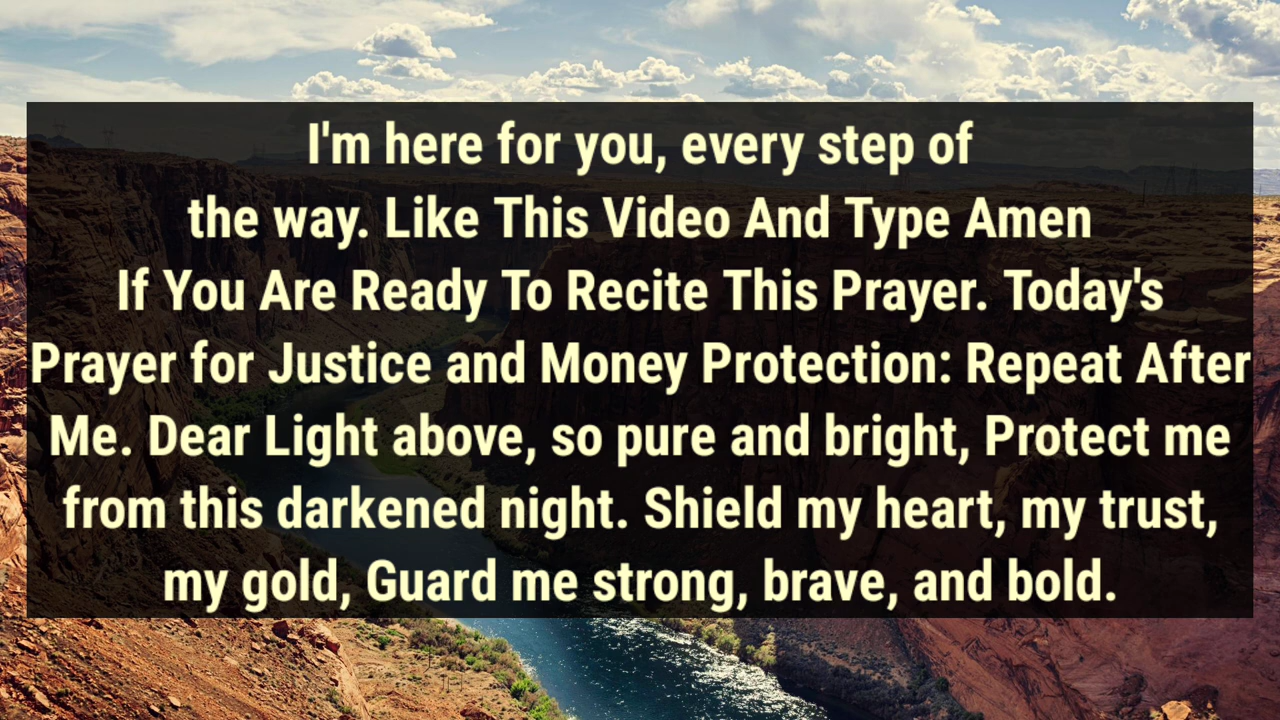 I'm here for you, every step of
the way. Like This Video And Type Amen
If You Are Ready To Recite This Prayer. Today's
Prayer for Justice and Money Protection: Repeat After
Me. Dear Light above, so pure and bright, Protect me
from this darkened night. Shield my heart, my trust,
my gold, Guard me strong, brave, and bold.